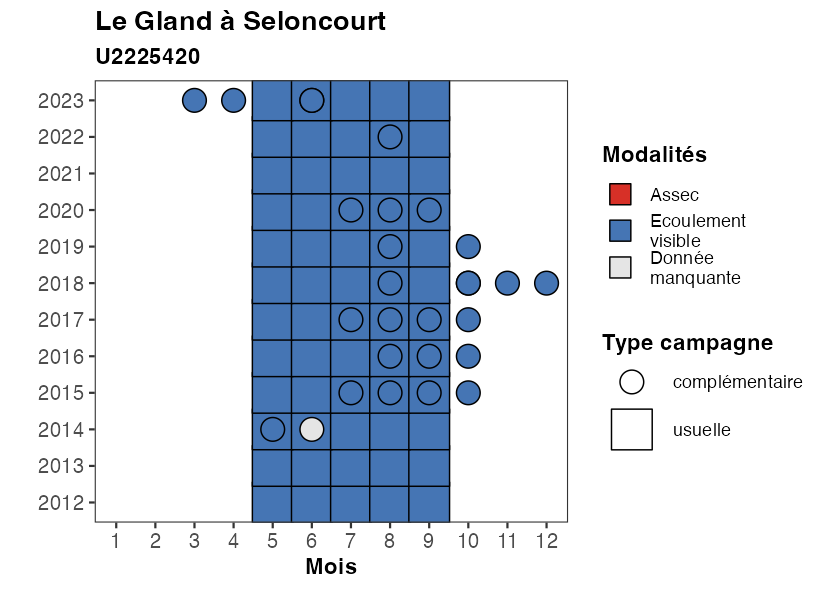 Le Gland à Seloncourt
U2225420
2023
2022
2021
2020
2019
2018
2017
2016
2015
2014
2013
2012
1 2 3 4 5 6 7 8 9 10 11 12
Mois
Modalités
Assec
Ecoulement
visible
Donnée
manquante
Type campagne
complémentaire
usuelle